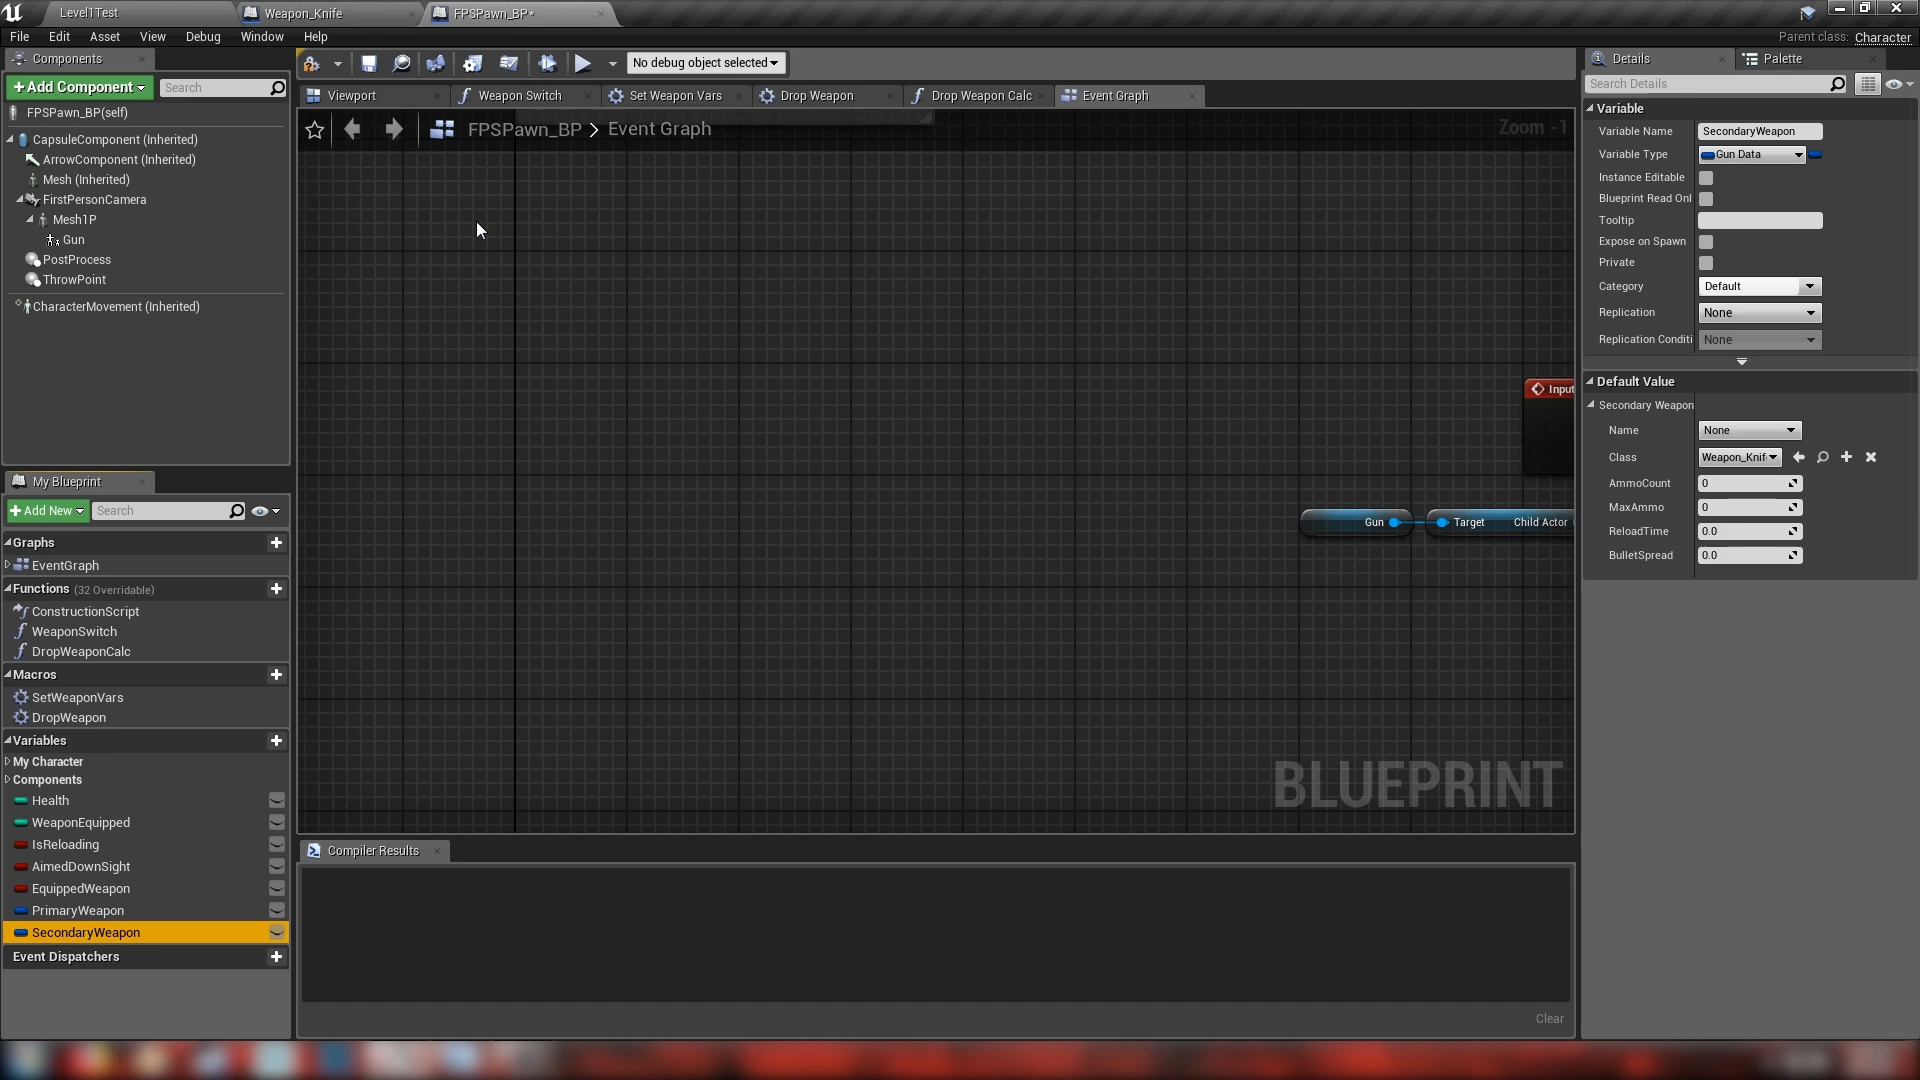 Level1Test
Weapon_Knife
FPSPawn_BP*
File Edit Asset View Debug Window Help
Parent class: Character
Components
+Add Component
Search
FPSPawn_BP(self)
CapsuleComponent (Inherited)
ArrowComponent (Inherited)
Mesh (Inherited)
FirstPersonCamera
Mesh1P
Gun
PostProcess
ThrowPoint
CharacterMovement (Inherited)
My Blueprint
+Add New
Search
Graphs
EventGraph
Functions (32 Overridable)
ConstructionScript
WeaponSwitch
DropWeaponCalc
Macros
SetWeaponVars
DropWeapon
Variables
My Character
Components
Health
WeaponEquipped
IsReloading
AimedDownSight
EquippedWeapon
PrimaryWeapon
SecondaryWeapon
Event Dispatchers
No debug object selected
Viewport
Weapon Switch
Set Weapon Vars
Drop Weapon
Drop Weapon Calc
Event Graph
FPSPawn_BP > Event Graph
Zoom -1
Input
Gun
Target Child Actor
BLUEPRINT
Compiler Results
Clear
Details
Palette
Search Details
Variable
Variable Name SecondaryWeapon
Variable Type Gun Data
Instance Editable
Blueprint Read Onl
Tooltip
Expose on Spawn
Private
Category Default
Replication None
Replication Conditi None
Default Value
Secondary Weapon
Name None
Class Weapon_Knif
AmmoCount 0
MaxAmmo 0
ReloadTime 0.0
BulletSpread 0.0